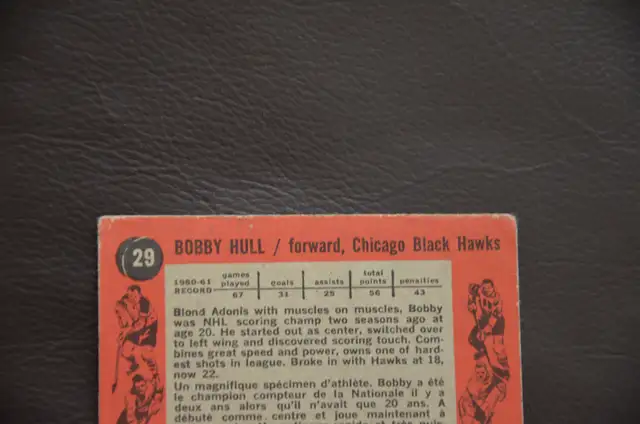 29
BOBBY HULL / forward, Chicago Black Hawks
games played goals assists total points penalties
1960-61 RECORD 67 31 25 56 43
Blond Adonis with muscles on muscles, Bobby
was NHL scoring champ two seasons ago at
age 20. He started out as center, switched over
to left wing and discovered scoring touch. Com-
bines great speed and power, owns one of hard-
est shots in league. Broke in with Hawks at 18,
now 22.
Un magnifique spécimen d'athlète. Bobby a été
le champion compteur de la Nationale il y a
deux ans alors qu'il n'avait que 20 ans. A
débuté comme centre et joue maintenant à